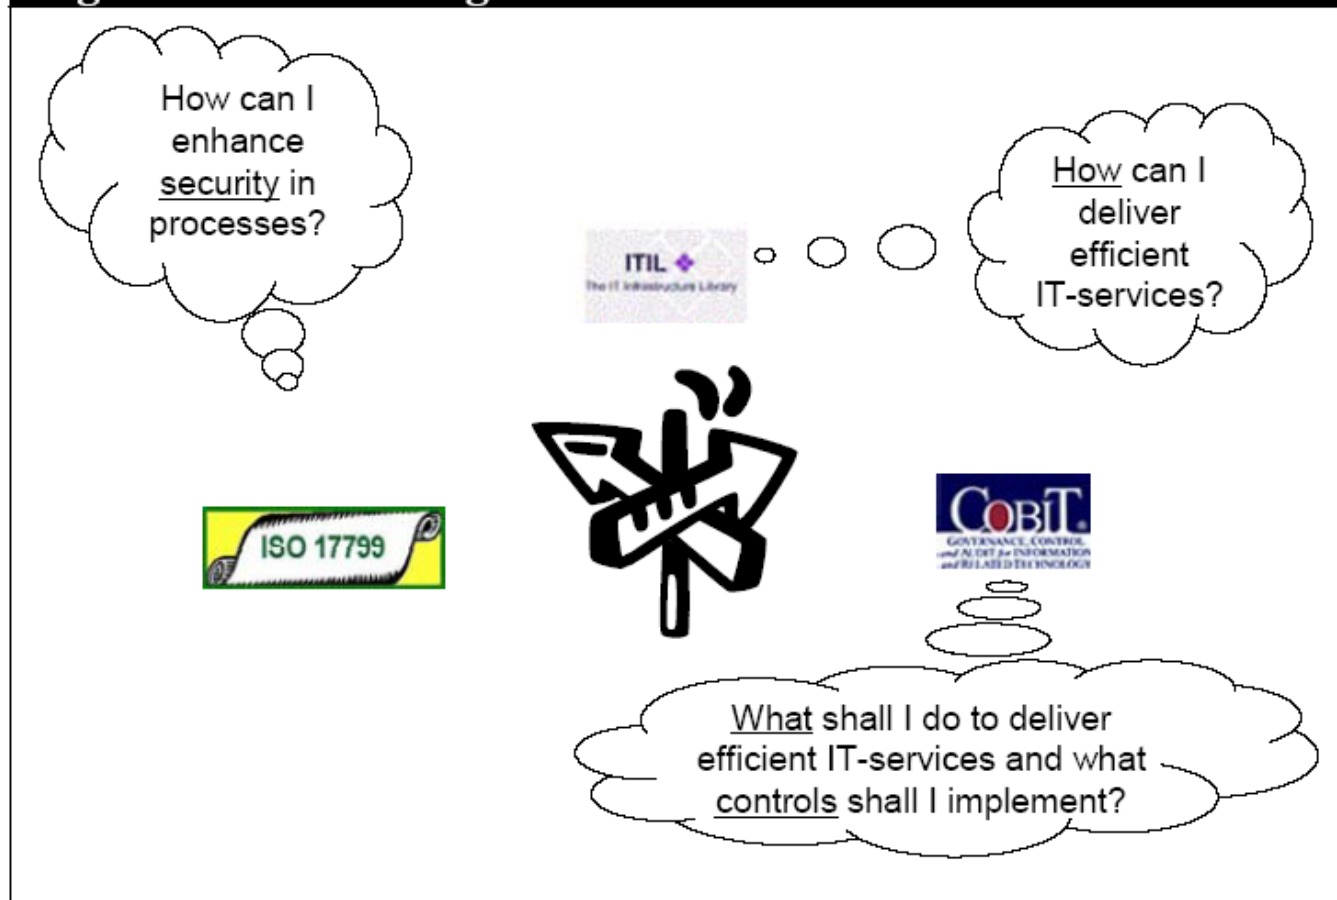 How can I
enhance
security in
processes?
How can I
deliver
efficient
IT-services?
ITIL
The IT Infrastructure Library
ISO 17799
COBIT®
GOVERNANCE, CONTROL
and AUDIT for INFORMATION
and RELATED TECHNOLOGY
What shall I do to deliver
efficient IT-services and what
controls shall I implement?